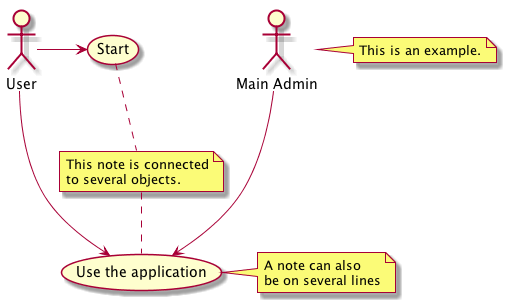 Start
This is an example.
User
Main Admin
This note is connected
to several objects.
Use the application
A note can also
be on several lines